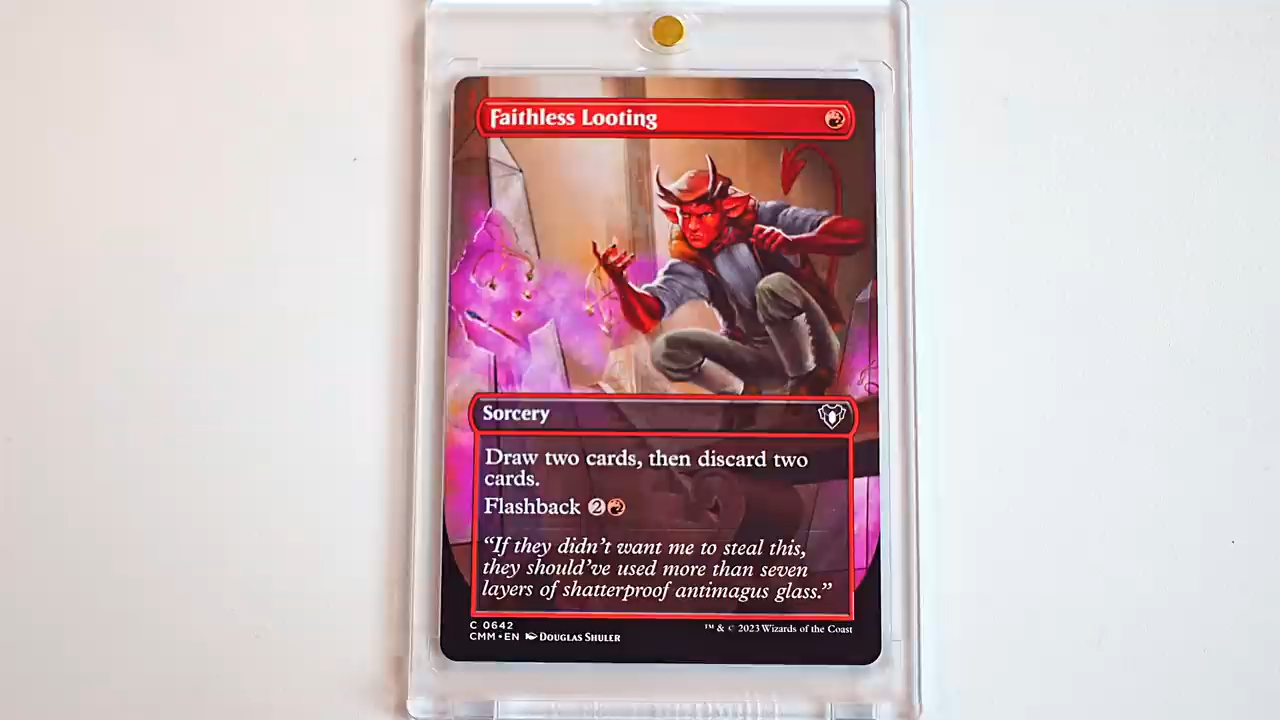 Faithless Looting
Sorcery
Draw two cards, then discard two
cards.
Flashback 2
“If they didn’t want me to steal this,
they should’ve used more than seven
layers of shatterproof antimagus glass.”
C 0642
CMM • EN Douglas Shuler
™ & © 2023 Wizards of the Coast